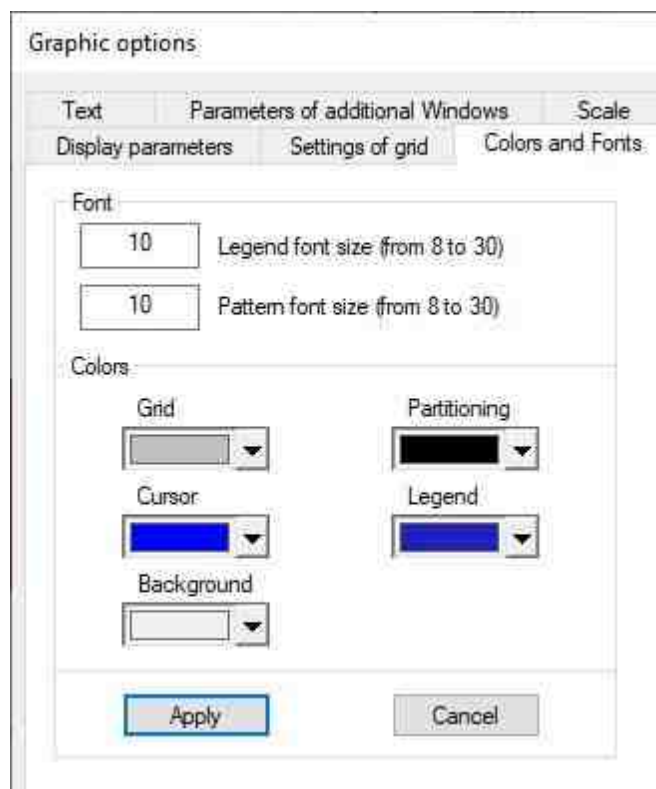 Graphic options
Text Parameters of additional Windows Scale
Display parameters Settings of grid Colors and Fonts
Font
10 Legend font size (from 8 to 30)
10 Pattern font size (from 8 to 30)
Colors
Grid Partitioning
Cursor Legend
Background
Apply Cancel